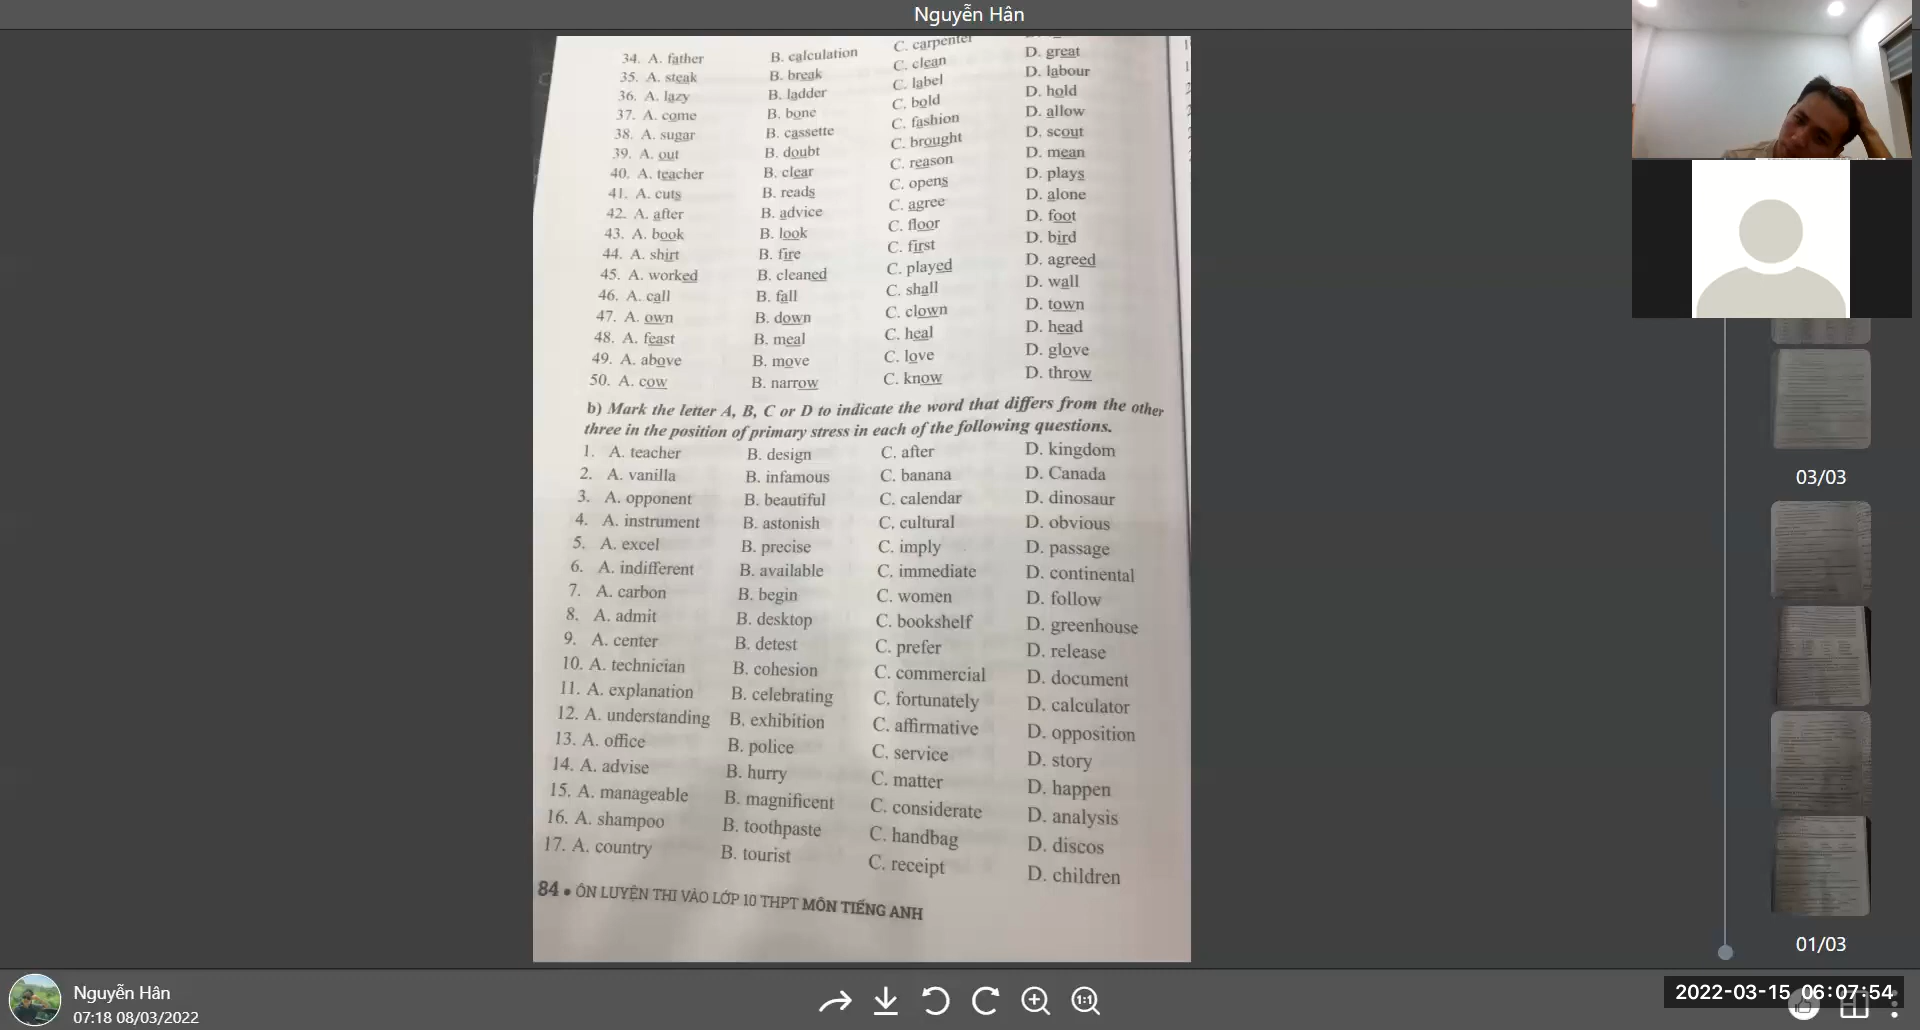 Nguyễn Hân
34. A. father B. calculation C. carpenter
35. A. steak B. break C. clean D. great
36. A. lazy B. ladder C. label D. labour
37. A. come B. bone C. bold D. hold
38. A. sugar B. cassette C. fashion D. allow
39. A. out B. doubt C. brought D. scout
40. A. teacher B. clear C. reason D. mean
41. A. cuts B. reads C. opens D. plays
42. A. after B. advice C. agree D. alone
43. A. book B. look C. floor D. foot
44. A. shirt B. fire C. first D. bird
45. A. worked B. cleaned C. played D. agreed
46. A. call B. fall C. shall D. wall
47. A. own B. down C. clown D. town
48. A. feast B. meal C. heal D. head
49. A. above B. move C. love D. glove
50. A. cow B. narrow C. know D. throw
b) Mark the letter A, B, C or D to indicate the word that differs from the other
three in the position of primary stress in each of the following questions.
1. A. teacher B. design C. after D. kingdom
2. A. vanilla B. infamous C. banana D. Canada
3. A. opponent B. beautiful C. calendar D. dinosaur
4. A. instrument B. astonish C. cultural D. obvious
5. A. excel B. precise C. imply D. passage
6. A. indifferent B. available C. immediate D. continental
7. A. carbon B. begin C. women D. follow
8. A. admit B. desktop C. bookshelf D. greenhouse
9. A. center B. detest C. prefer D. release
10. A. technician B. cohesion C. commercial D. document
11. A. explanation B. celebrating C. fortunately D. calculator
12. A. understanding B. exhibition C. affirmative D. opposition
13. A. office B. police C. service D. story
14. A. advise B. hurry C. matter D. happen
15. A. manageable B. magnificent C. considerate D. analysis
16. A. shampoo B. toothpaste C. handbag D. discos
17. A. country B. tourist C. receipt D. children
84 • ÔN LUYỆN THI VÀO LỚP 10 THPT MÔN TIẾNG ANH
03/03
01/03
Nguyễn Hân
07:18 08/03/2022
1:1
2022-03-15 06:07:54